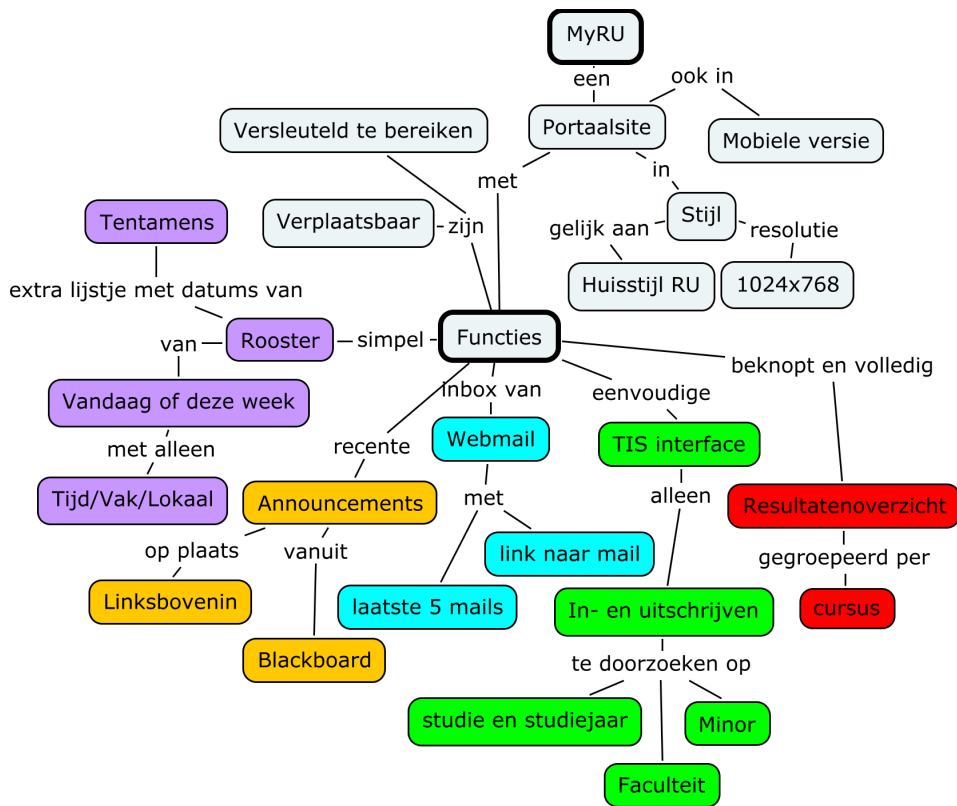 MyRU
een
ook in
Versleuteld te bereiken
Portaalsite
Mobiele versie
met
in
Tentamens
Verplaatsbaar
zijn
Stijl
gelijk aan
resolutie
Huisstijl RU
1024x768
extra lijstje met datums van
van
Rooster
simpel
Functies
beknopt en volledig
Vandaag of deze week
inbox van
eenvoudige
met alleen
recente
Webmail
TIS interface
Tijd/Vak/Lokaal
Announcements
met
alleen
Resultatenoverzicht
op plaats
vanuit
link naar mail
gegroepeerd per
Linksbovenin
laatste 5 mails
In- en uitschrijven
cursus
Blackboard
te doorzoeken op
studie en studiejaar
Minor
Faculteit